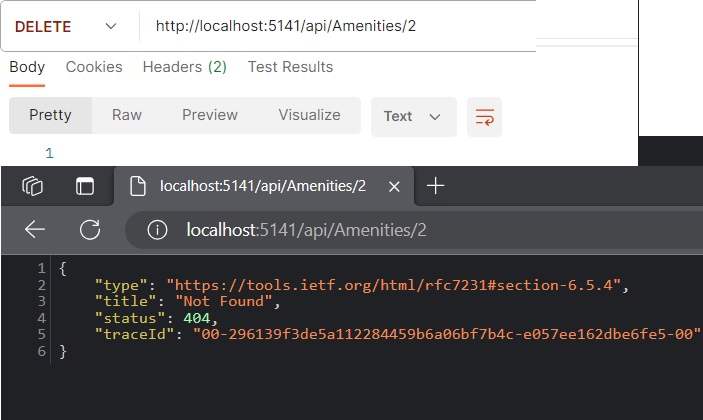 DELETE http://localhost:5141/api/Amenities/2
Body Cookies Headers (2) Test Results
Pretty Raw Preview Visualize Text
1
localhost:5141/api/Amenities/2
localhost:5141/api/Amenities/2
1 {
2 "type": "https://tools.ietf.org/html/rfc7231#section-6.5.4",
3 "title": "Not Found",
4 "status": 404,
5 "traceId": "00-296139f3de5a112284459b6a06bf7b4c-e057ee162dbe6fe5-00"
6 }